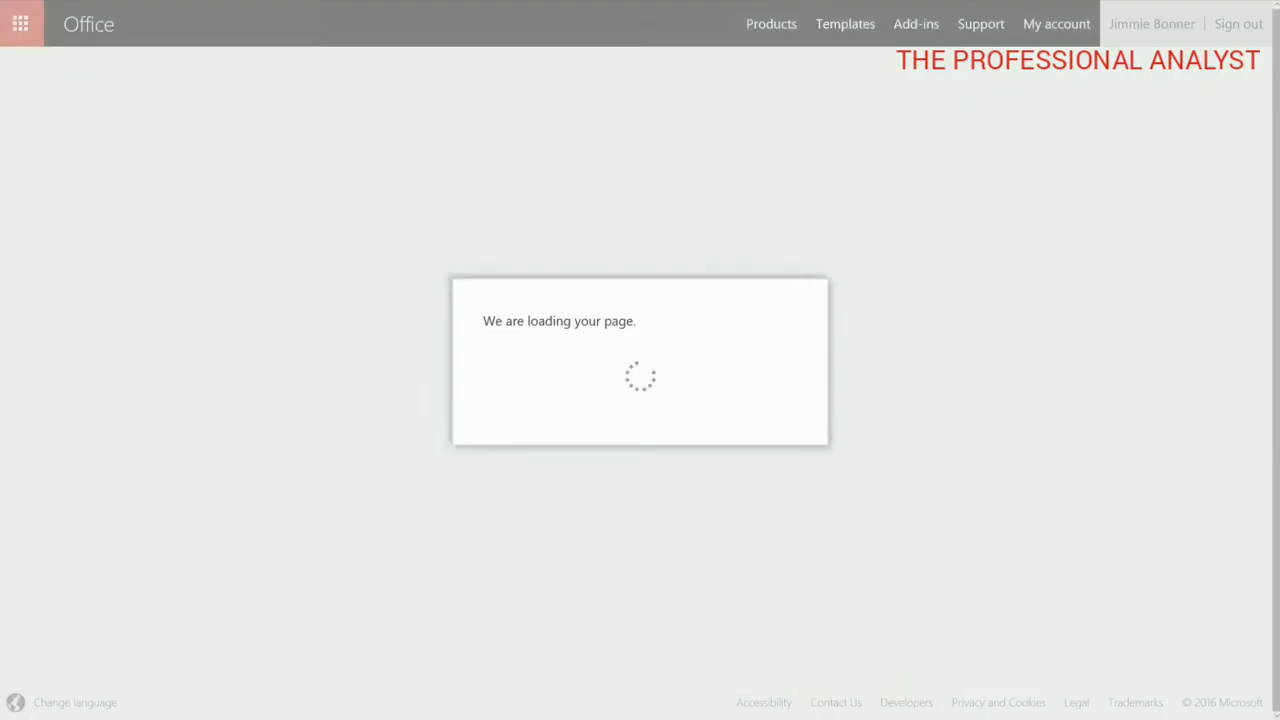 Office Products Templates Add-ins Support My account Jimmie Bonner Sign out
THE PROFESSIONAL ANALYST
We are loading your page.
Change language Accessibility Contact Us Developers Privacy and Cookies Legal Trademarks © 2016 Microsoft